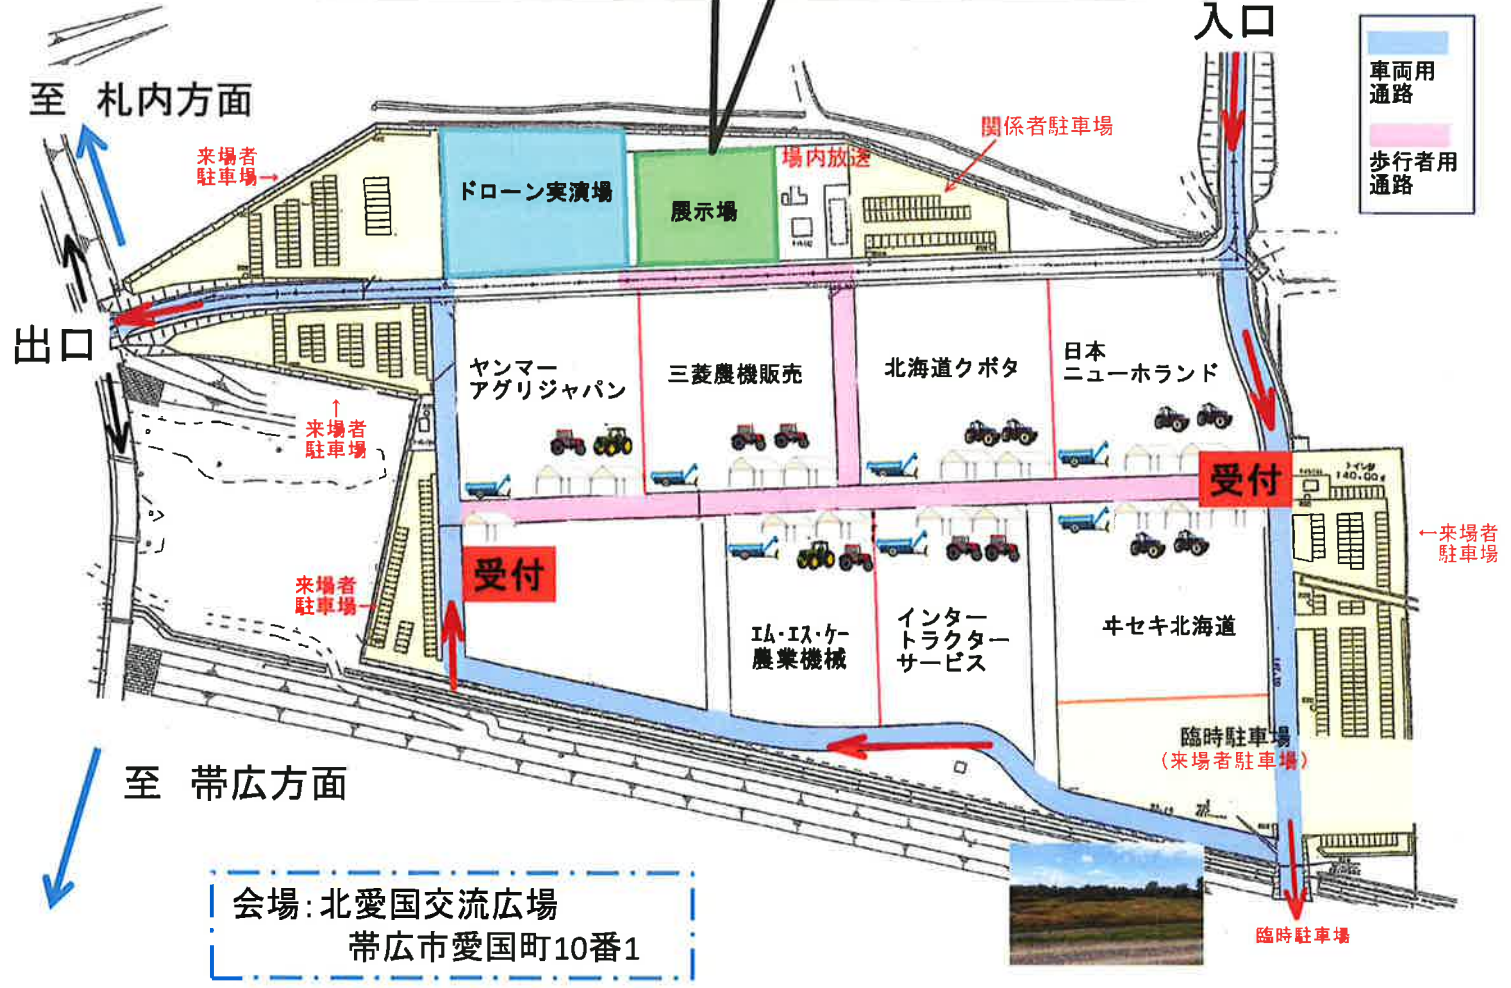 入口
車両用
通路
歩行者用
通路
至 札内方面
関係者駐車場
来場者
駐車場→
場内放送
ドローン実演場
展示場
出口
ヤンマー
アグリジャパン
三菱農機販売
北海道クボタ
日本
ニューホランド
↑
来場者
駐車場
受付
トイレ
140.00
←来場者
駐車場
受付
来場者
駐車場→
エム・エス・ケー
農業機械
インター
トラクター
サービス
ヰセキ北海道
臨時駐車場
(来場者駐車場)
至 帯広方面
会場:北愛国交流広場
帯広市愛国町10番1
臨時駐車場